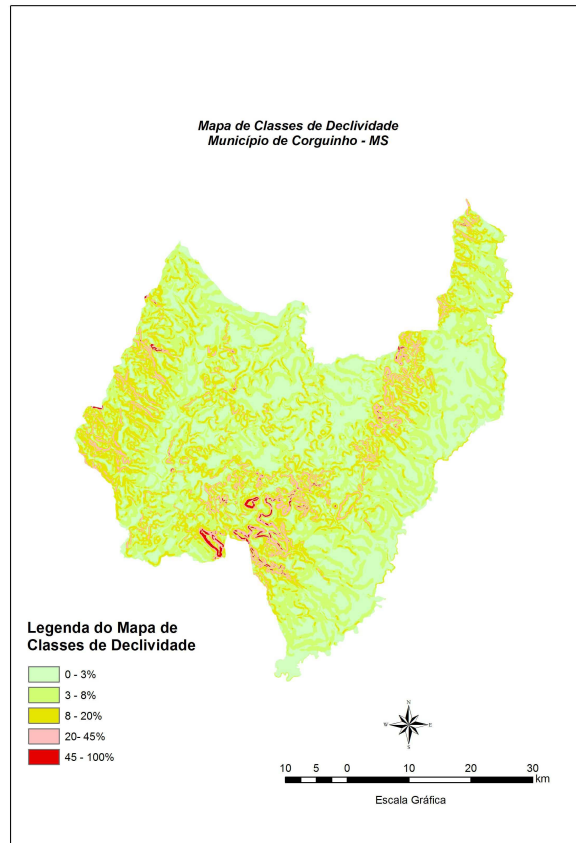 Mapa de Classes de Declividade
Município de Corguinho - MS
Legenda do Mapa de
Classes de Declividade
0 - 3%
3 - 8%
8 - 20%
20- 45%
45 - 100%
N
W E
S
10 5 0 10 20 30
km
Escala Gráfica